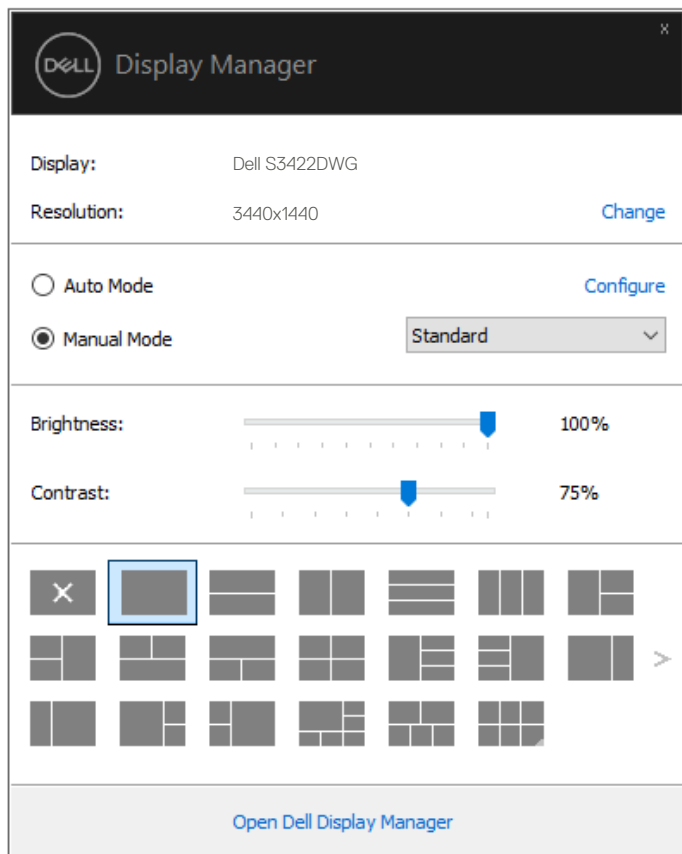 x
DELL Display Manager
Display: Dell S3422DWG
Resolution: 3440x1440 Change
Auto Mode Configure
Manual Mode Standard
Brightness: 100%
Contrast: 75%
Open Dell Display Manager